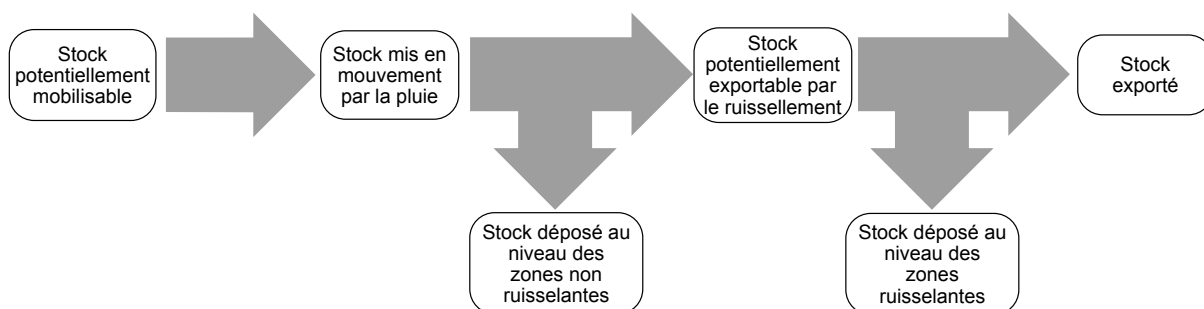 Stock
potentiellement
mobilisable
Stock mis en
mouvement
par la pluie
Stock
potentiellement
exportable par
le ruissellement
Stock
exporté
Stock déposé au
niveau des
zones non
ruisselantes
Stock déposé au
niveau des
zones
ruisselantes